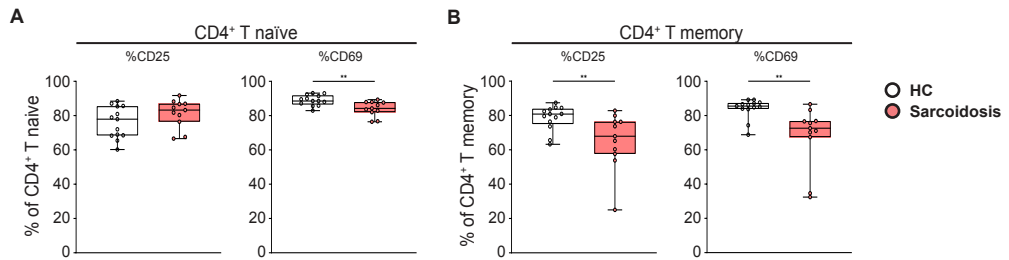 A
CD4⁺ T naïve
%CD25
%CD69
% of CD4⁺ T naive
100
80
60
40
20
0
100
80
60
40
20
0
**
B
CD4⁺ T memory
%CD25
%CD69
% of CD4⁺ T memory
100
80
60
40
20
0
**
100
80
60
40
20
0
**
HC
Sarcoidosis